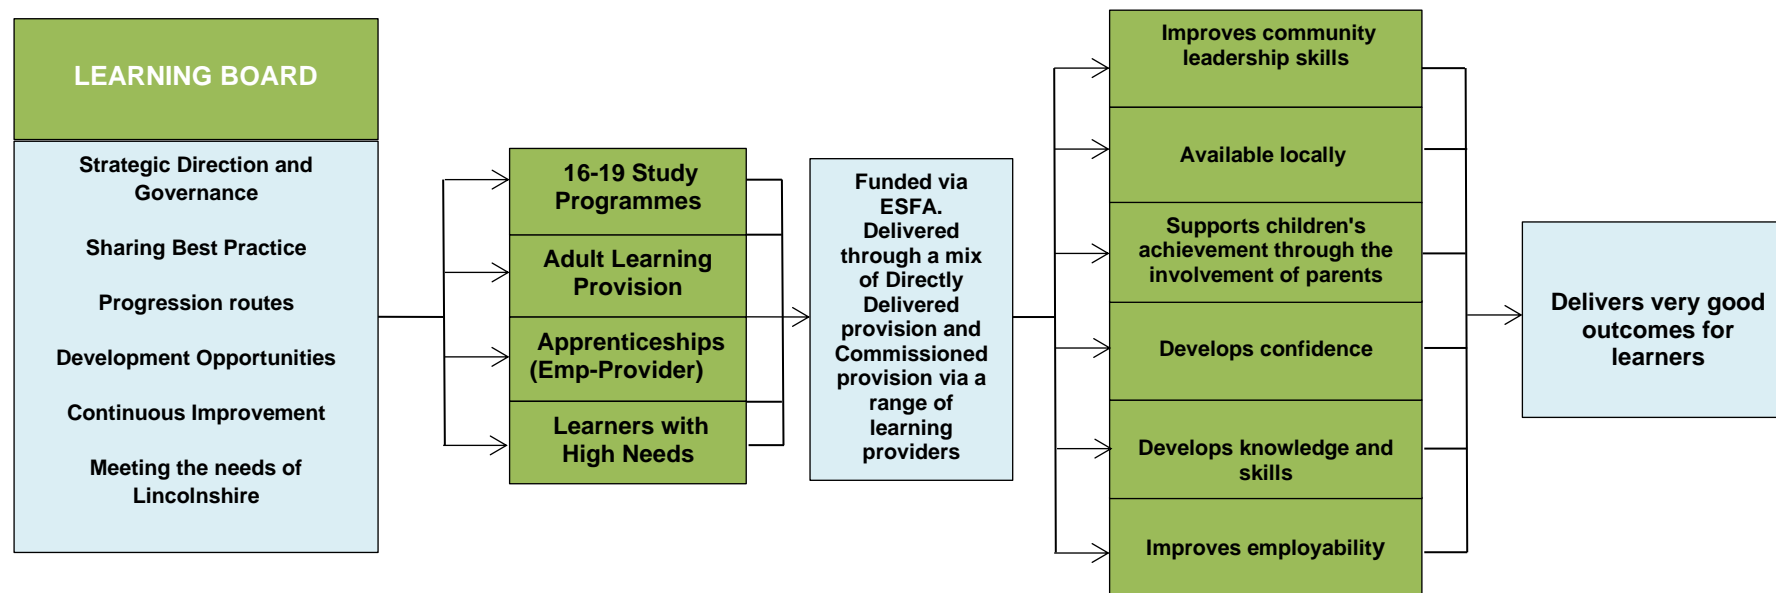 LEARNING BOARD
Strategic Direction and
Governance
Sharing Best Practice
Progression routes
Development Opportunities
Continuous Improvement
Meeting the needs of
Lincolnshire
16-19 Study
Programmes
Adult Learning
Provision
Apprenticeships
(Emp-Provider)
Learners with
High Needs
Funded via
ESFA.
Delivered
through a mix
of Directly
Delivered
provision and
Commissioned
provision via a
range of
learning
providers
Improves community
leadership skills
Available locally
Supports children's
achievement through the
involvement of parents
Develops confidence
Develops knowledge and
skills
Improves employability
Delivers very good
outcomes for
learners